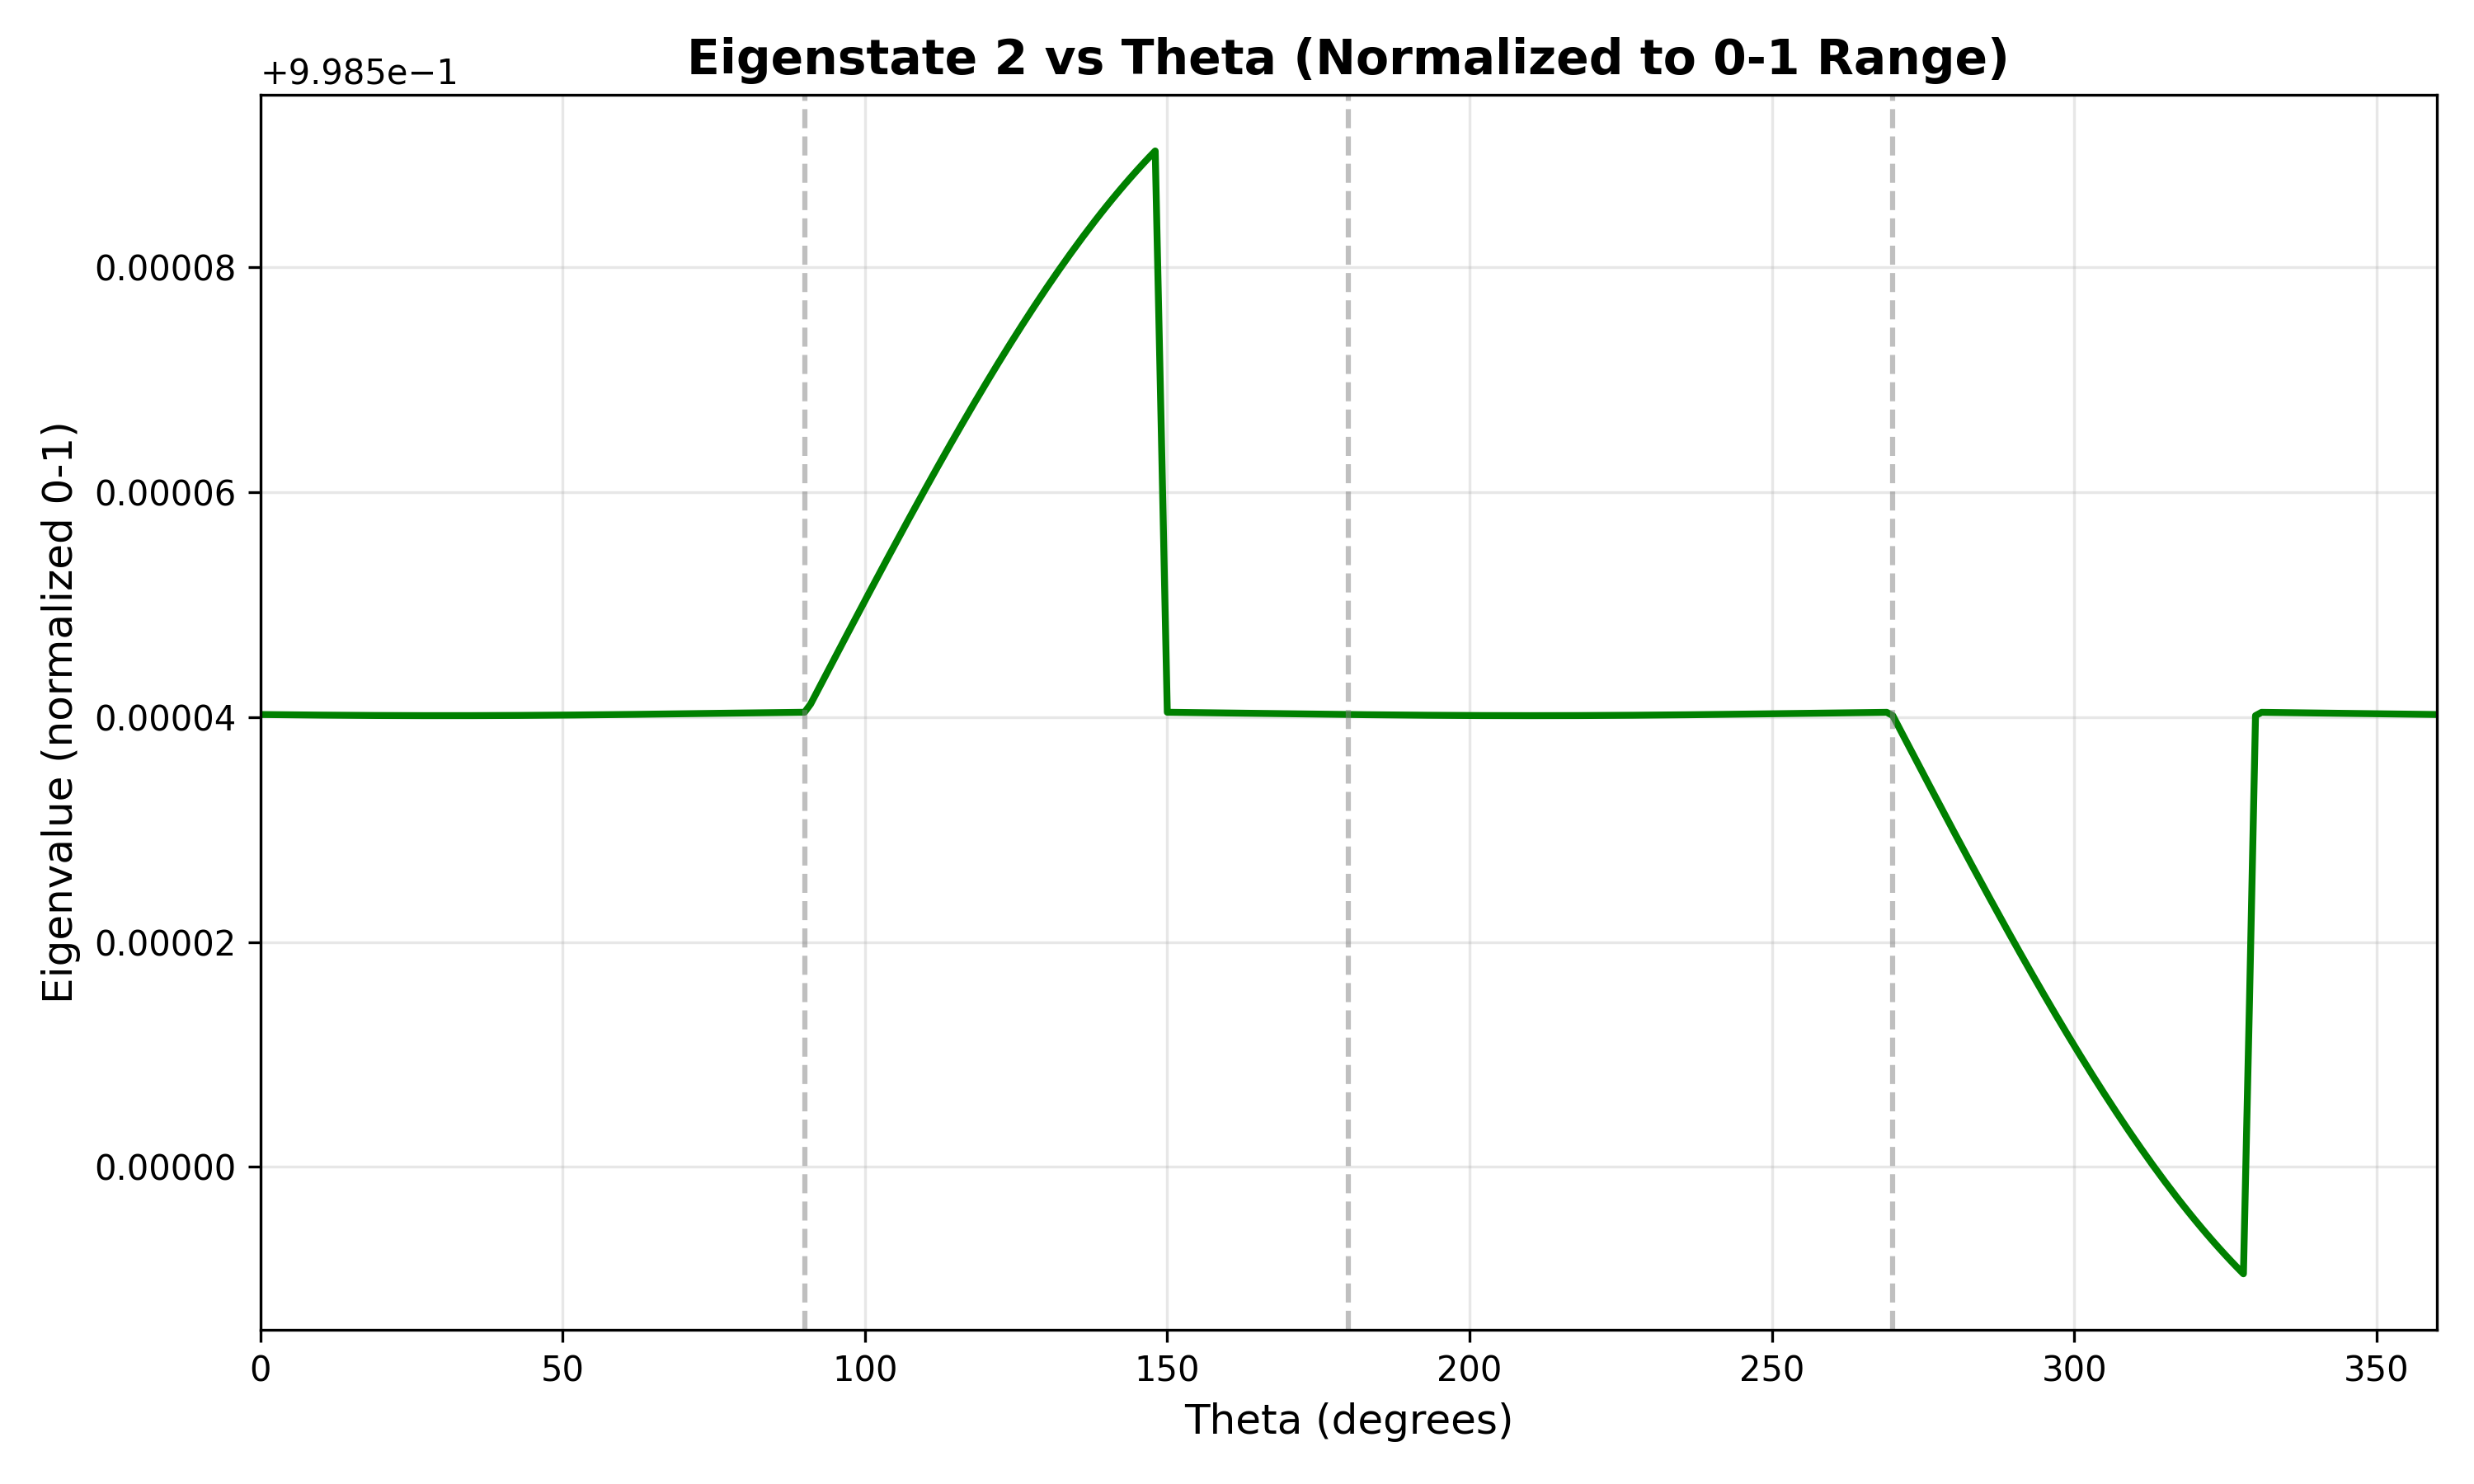 Eigenstate 2 vs Theta (Normalized to 0-1 Range)
+9.985e−1
Eigenvalue (normalized 0-1)
0.00008
0.00006
0.00004
0.00002
0.00000
0 50 100 150 200 250 300 350
Theta (degrees)